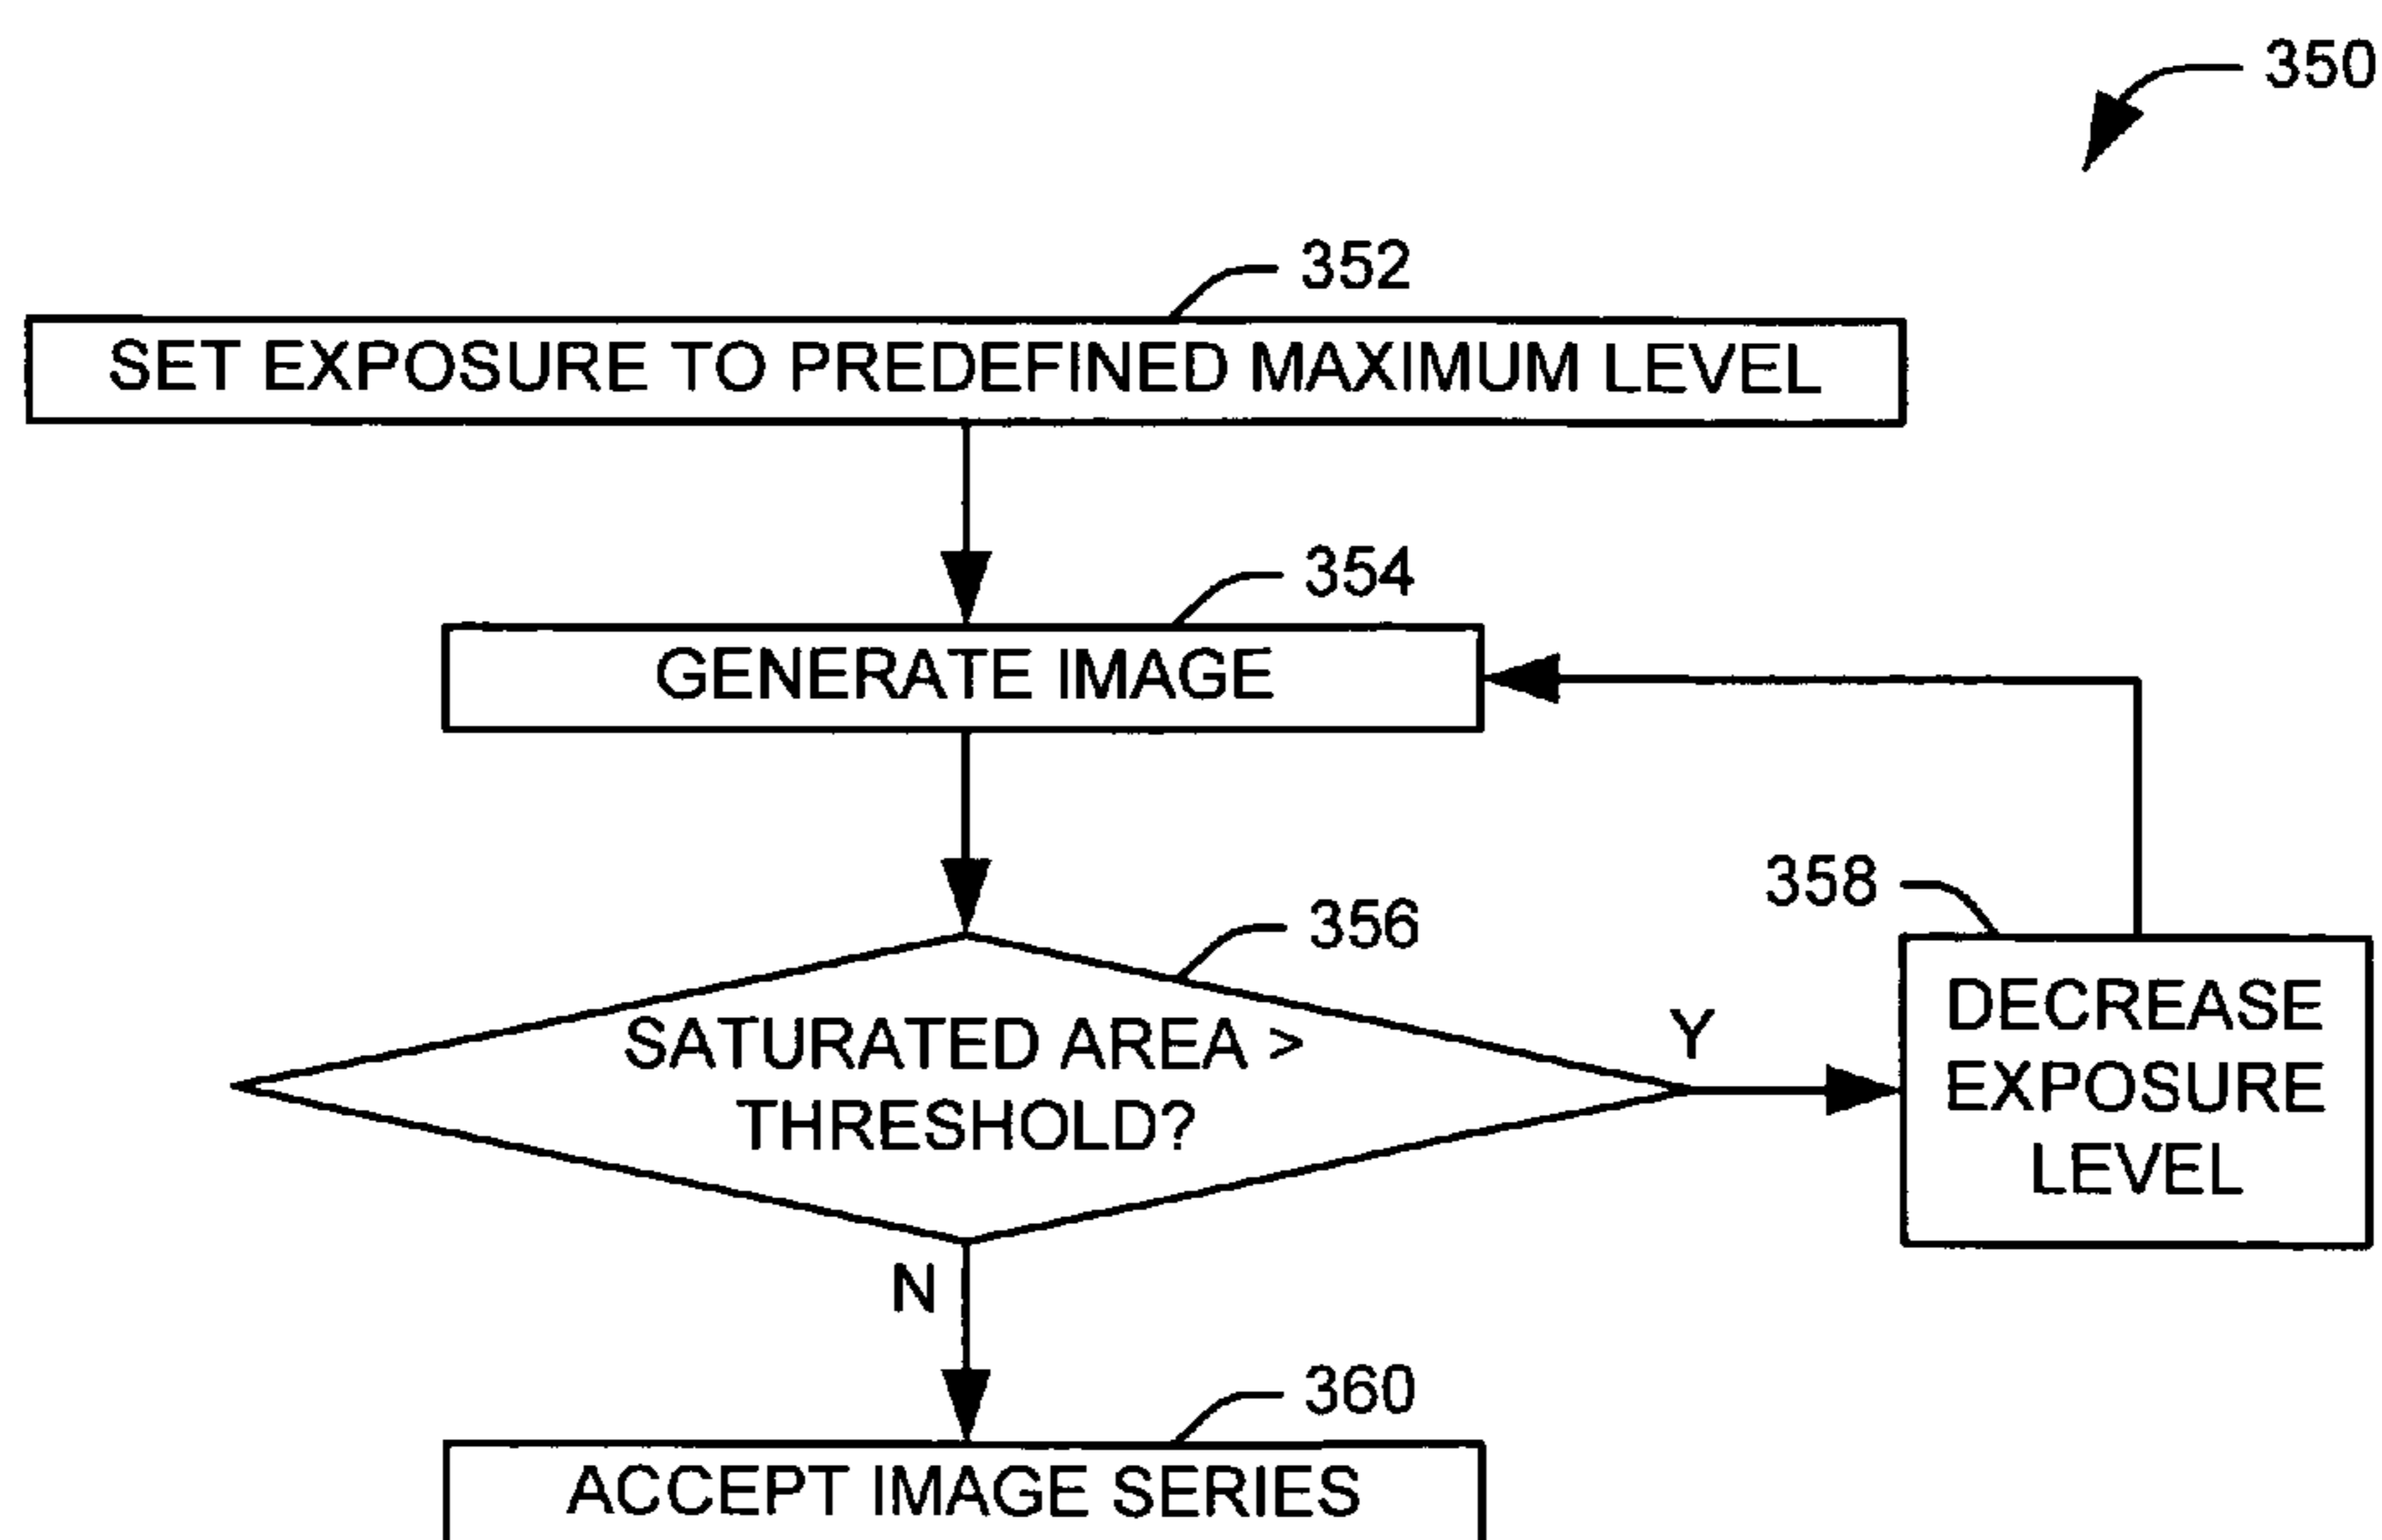 350
352
SET EXPOSURE TO PREDEFINED MAXIMUM LEVEL
354
GENERATE IMAGE
356
358
SATURATED AREA >
THRESHOLD?
Y
DECREASE
EXPOSURE
LEVEL
N
360
ACCEPT IMAGE SERIES